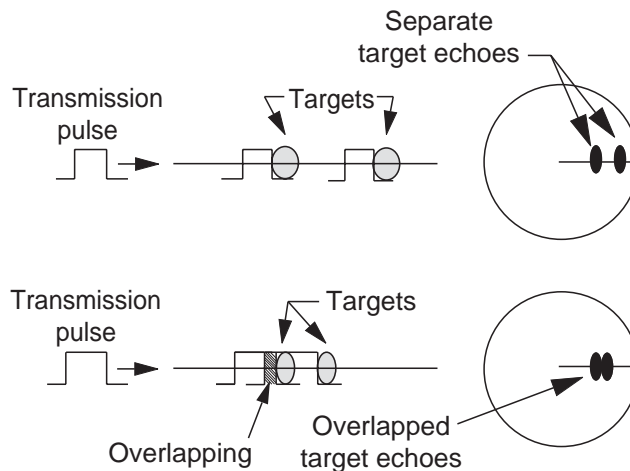 Separate
target echoes
Transmission
pulse
Targets
Transmission
pulse
Targets
Overlapping
Overlapped
target echoes